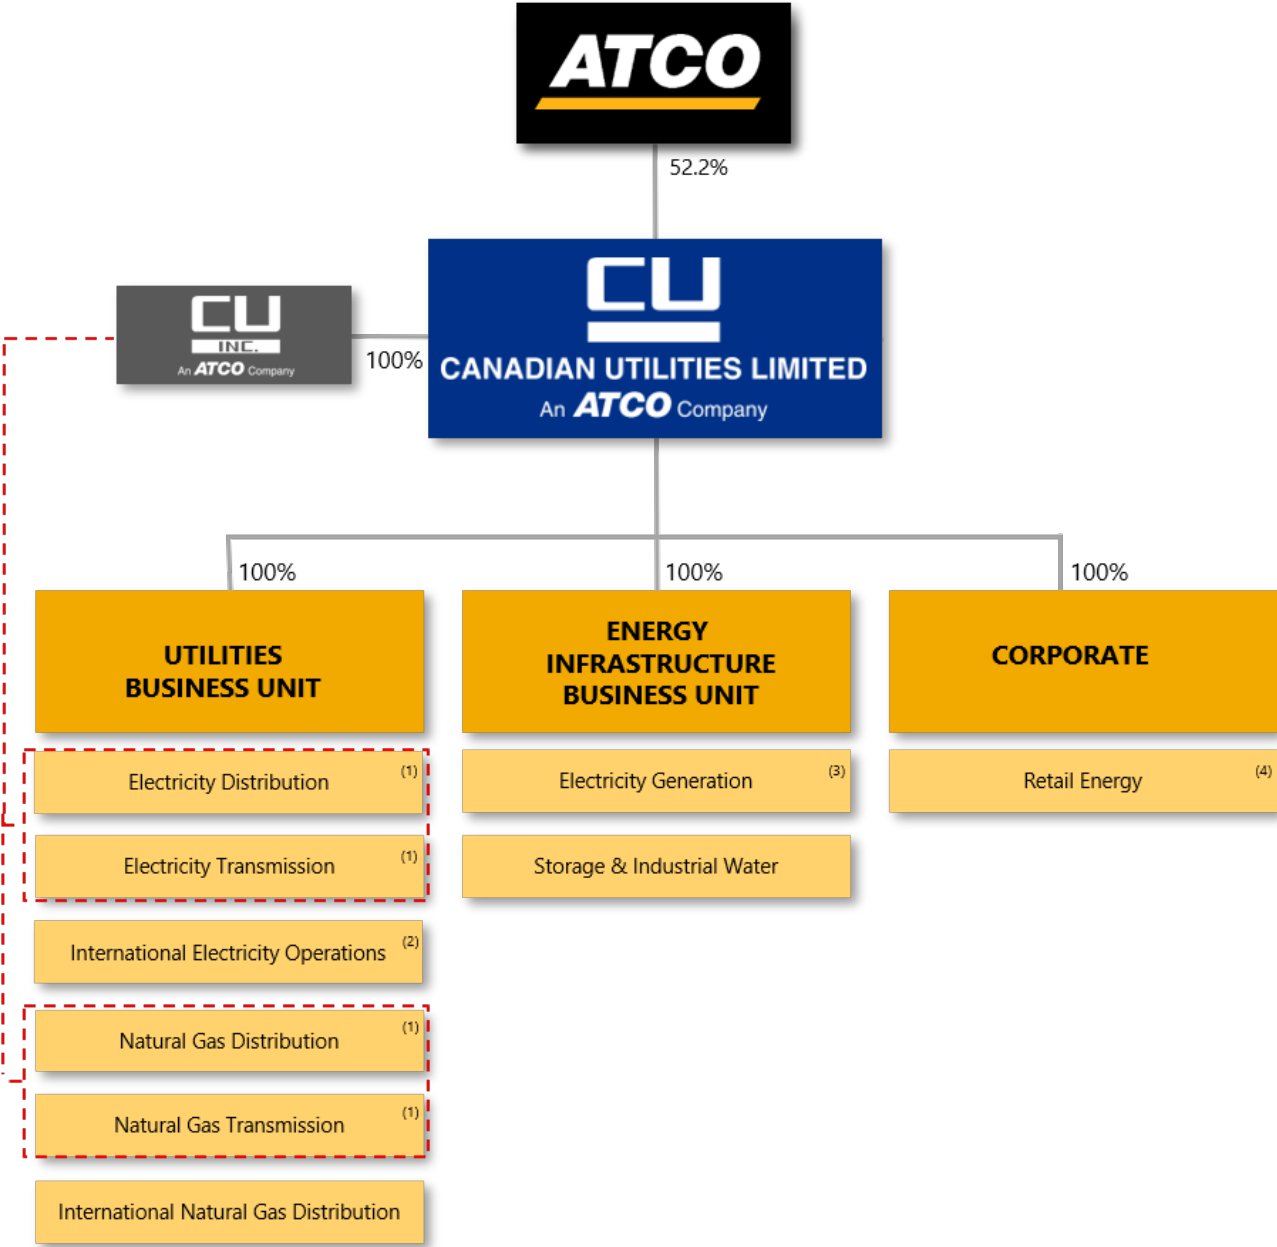 ATCO
52.2%
CU
INC.
An ATCO Company
100%
CU
CANADIAN UTILITIES LIMITED
An ATCO Company
100%
100%
100%
UTILITIES
BUSINESS UNIT
ENERGY
INFRASTRUCTURE
BUSINESS UNIT
CORPORATE
Electricity Distribution (1)
Electricity Generation (3)
Retail Energy (4)
Electricity Transmission (1)
Storage & Industrial Water
International Electricity Operations (2)
Natural Gas Distribution (1)
Natural Gas Transmission (1)
International Natural Gas Distribution